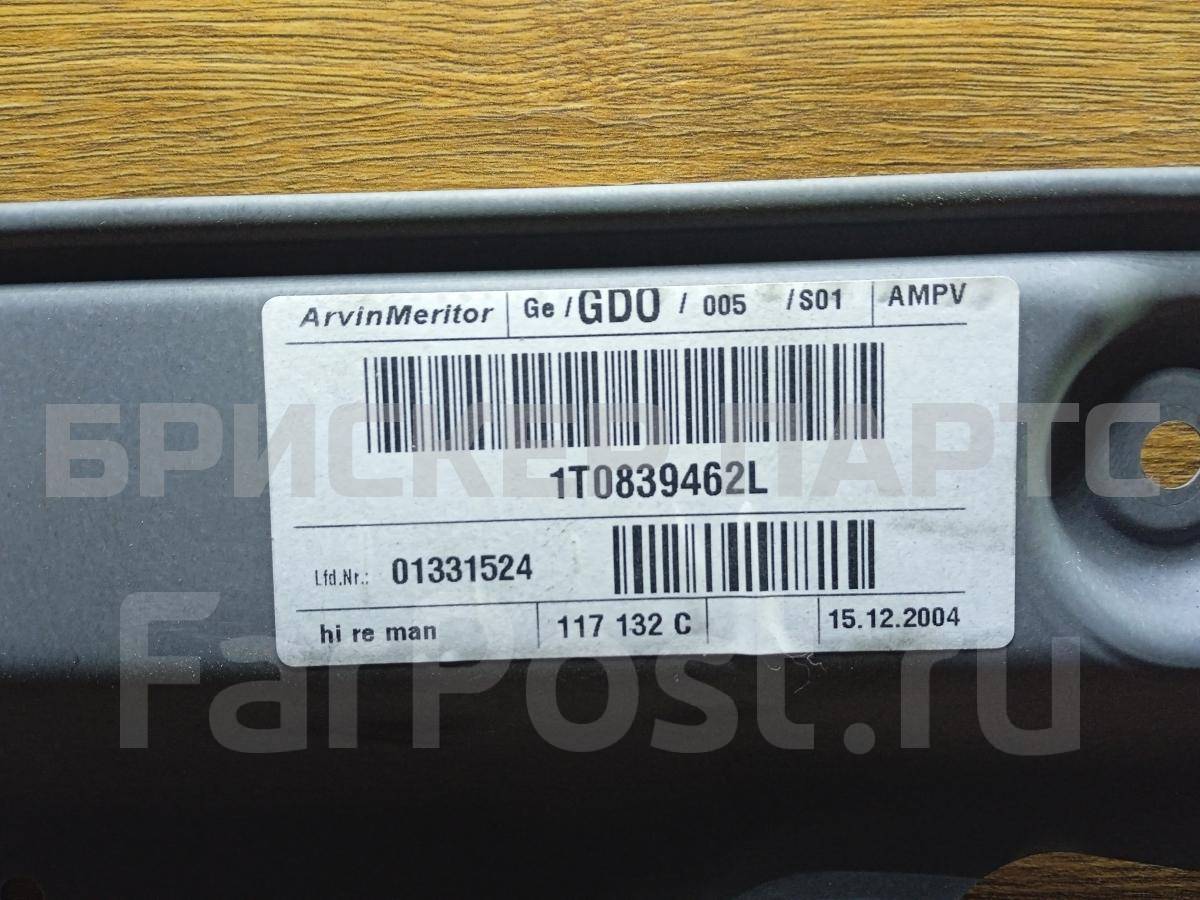 ArvinMeritor Ge / GDO / 005 / S01 AMPV
1T0839462L
Lfd.Nr.: 01331524
hi re man 117 132 C 15.12.2004
БРИСКЕР ПАРТС
FarPost.ru